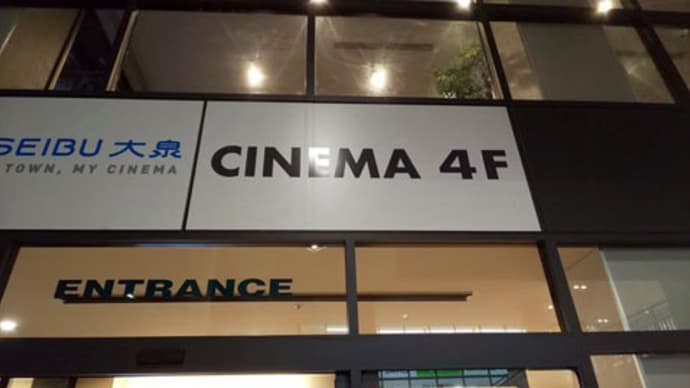 SEIBU 大泉
TOWN, MY CINEMA
CINEMA 4F
ENTRANCE